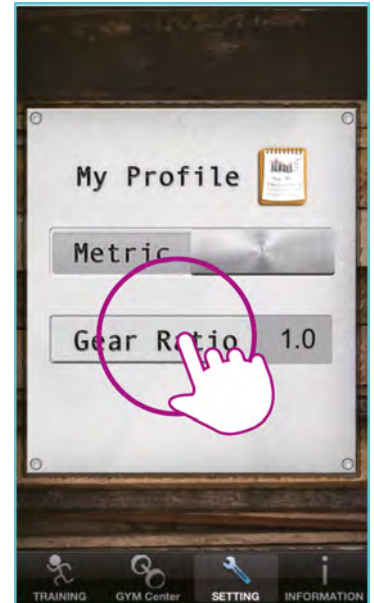 My Profile
Metric
Gear Ratio 1.0
TRAINING GYM Center SETTING INFORMATION